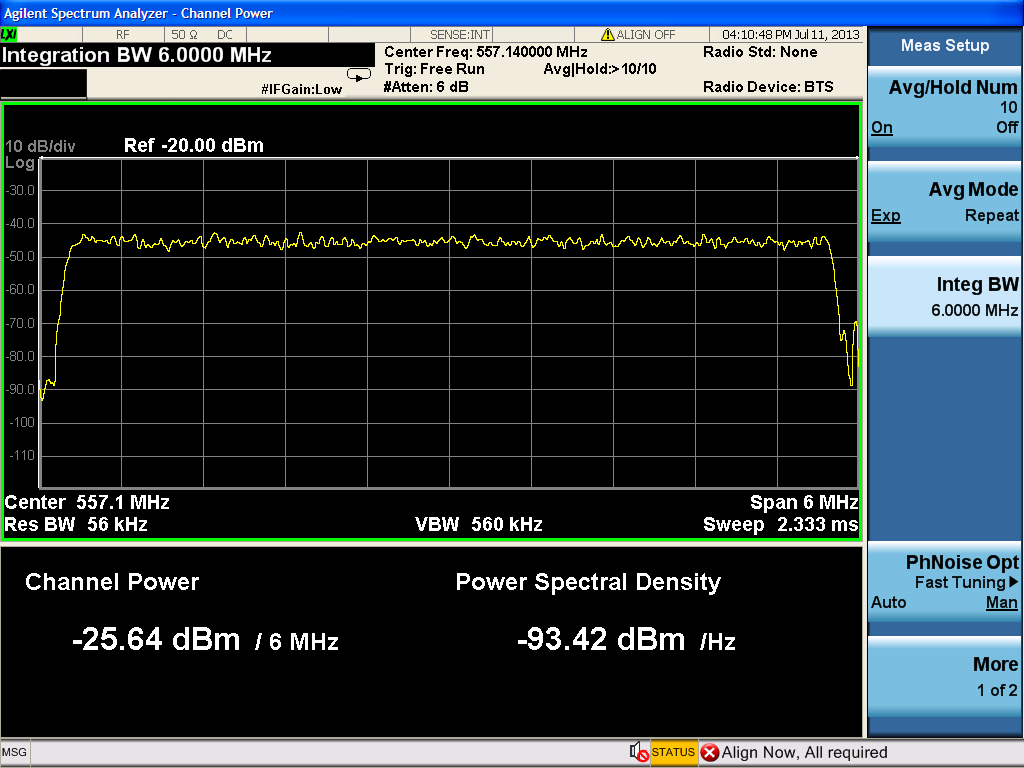 Agilent Spectrum Analyzer - Channel Power
LXI RF 50 Ω DC SENSE:INT ALIGN OFF 04:10:48 PM Jul 11, 2013
Integration BW 6.0000 MHz
Center Freq: 557.140000 MHz Radio Std: None
Trig: Free Run Avg|Hold:>10/10
#IFGain:Low #Atten: 6 dB Radio Device: BTS
10 dB/div Ref -20.00 dBm
Log
-30.0
-40.0
-50.0
-60.0
-70.0
-80.0
-90.0
-100
-110
Center 557.1 MHz Span 6 MHz
Res BW 56 kHz VBW 560 kHz Sweep 2.333 ms
Channel Power Power Spectral Density
-25.64 dBm / 6 MHz -93.42 dBm /Hz
Meas Setup
Avg/Hold Num
10
On Off
Avg Mode
Exp Repeat
Integ BW
6.0000 MHz
PhNoise Opt
Fast Tuning
Auto Man
More
1 of 2
MSG STATUS Align Now, All required